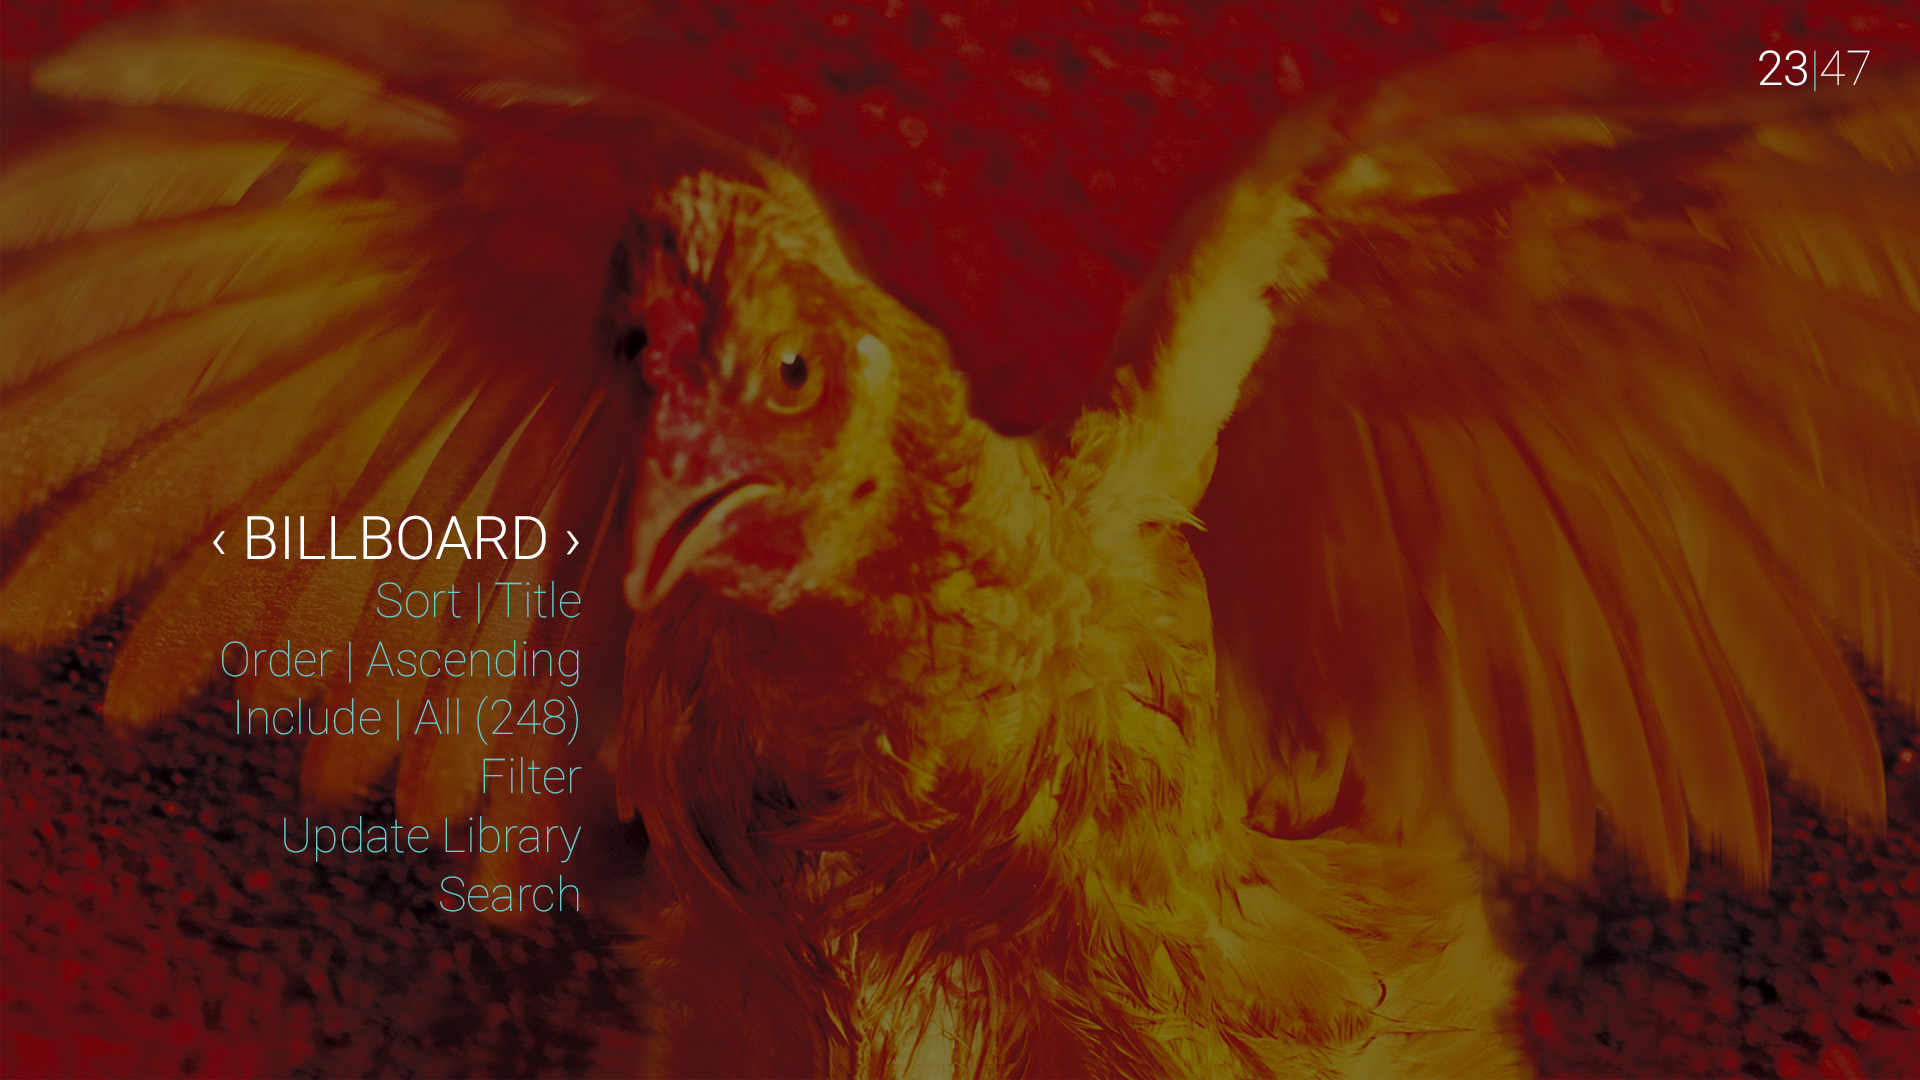 23|47
‹ BILLBOARD ›
Sort | Title
Order | Ascending
Include | All (248)
Filter
Update Library
Search